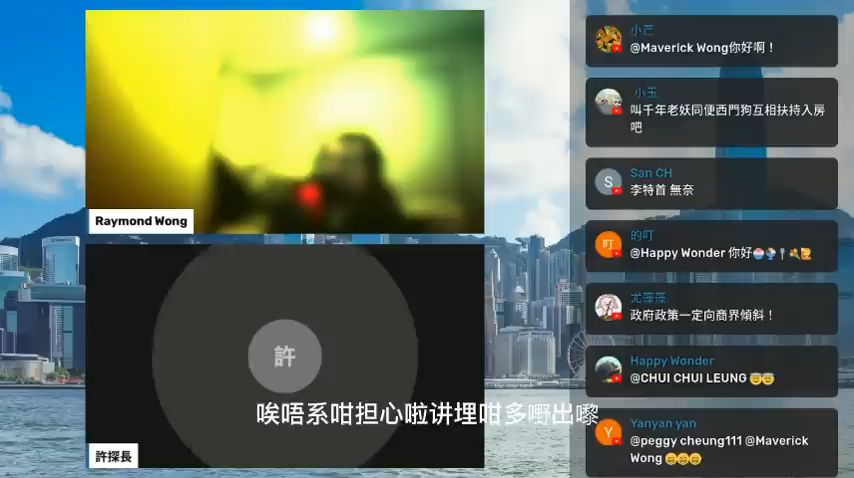 Raymond Wong
許
唉唔系咁担心啦讲埋咁多嘢出嚟
許探長
小芒
@Maverick Wong你好啊！
小玉
叫千年老妖同便西門狗互相扶持入房
吧
S
San CH
李特首 無奈
叮
的叮
@Happy Wonder 你好
尤藻藻
政府政策一定向商界傾斜！
Happy Wonder
@CHUI CHUI LEUNG
Y
Yanyan yan
@peggy cheung111 @Maverick
Wong